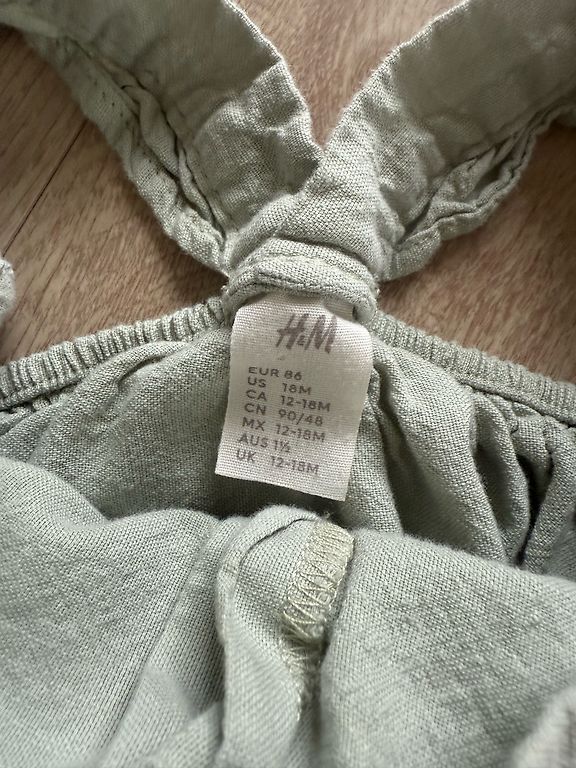 H&M
EUR 86
US 18M
CA 12-18M
CN 90/48
MX 12-18M
AUS 1½
UK 12-18M